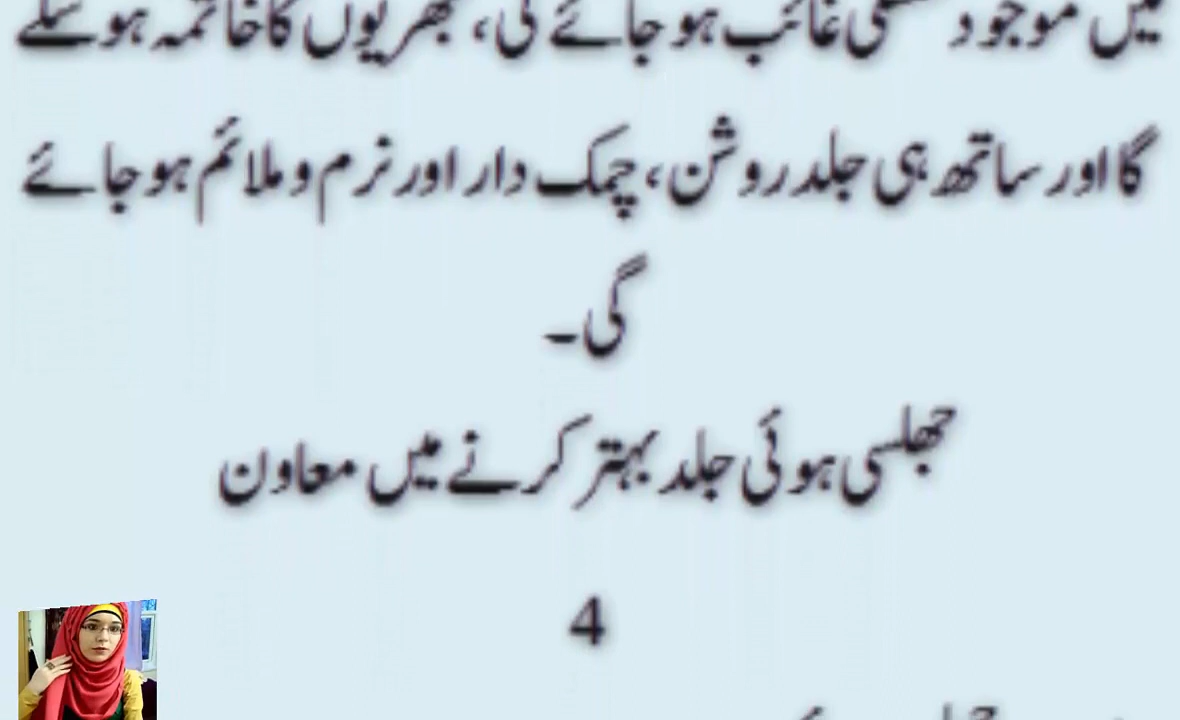 میں موجود خشکی غائب ہو جائے گی، جھریوں کا خاتمہ ہو سکے
گا اور ساتھ ہی جلد روشن، چمک دار اور نرم و ملائم ہو جائے
گی۔
جھلسی ہوئی جلد بہتر کرنے میں معاون
4